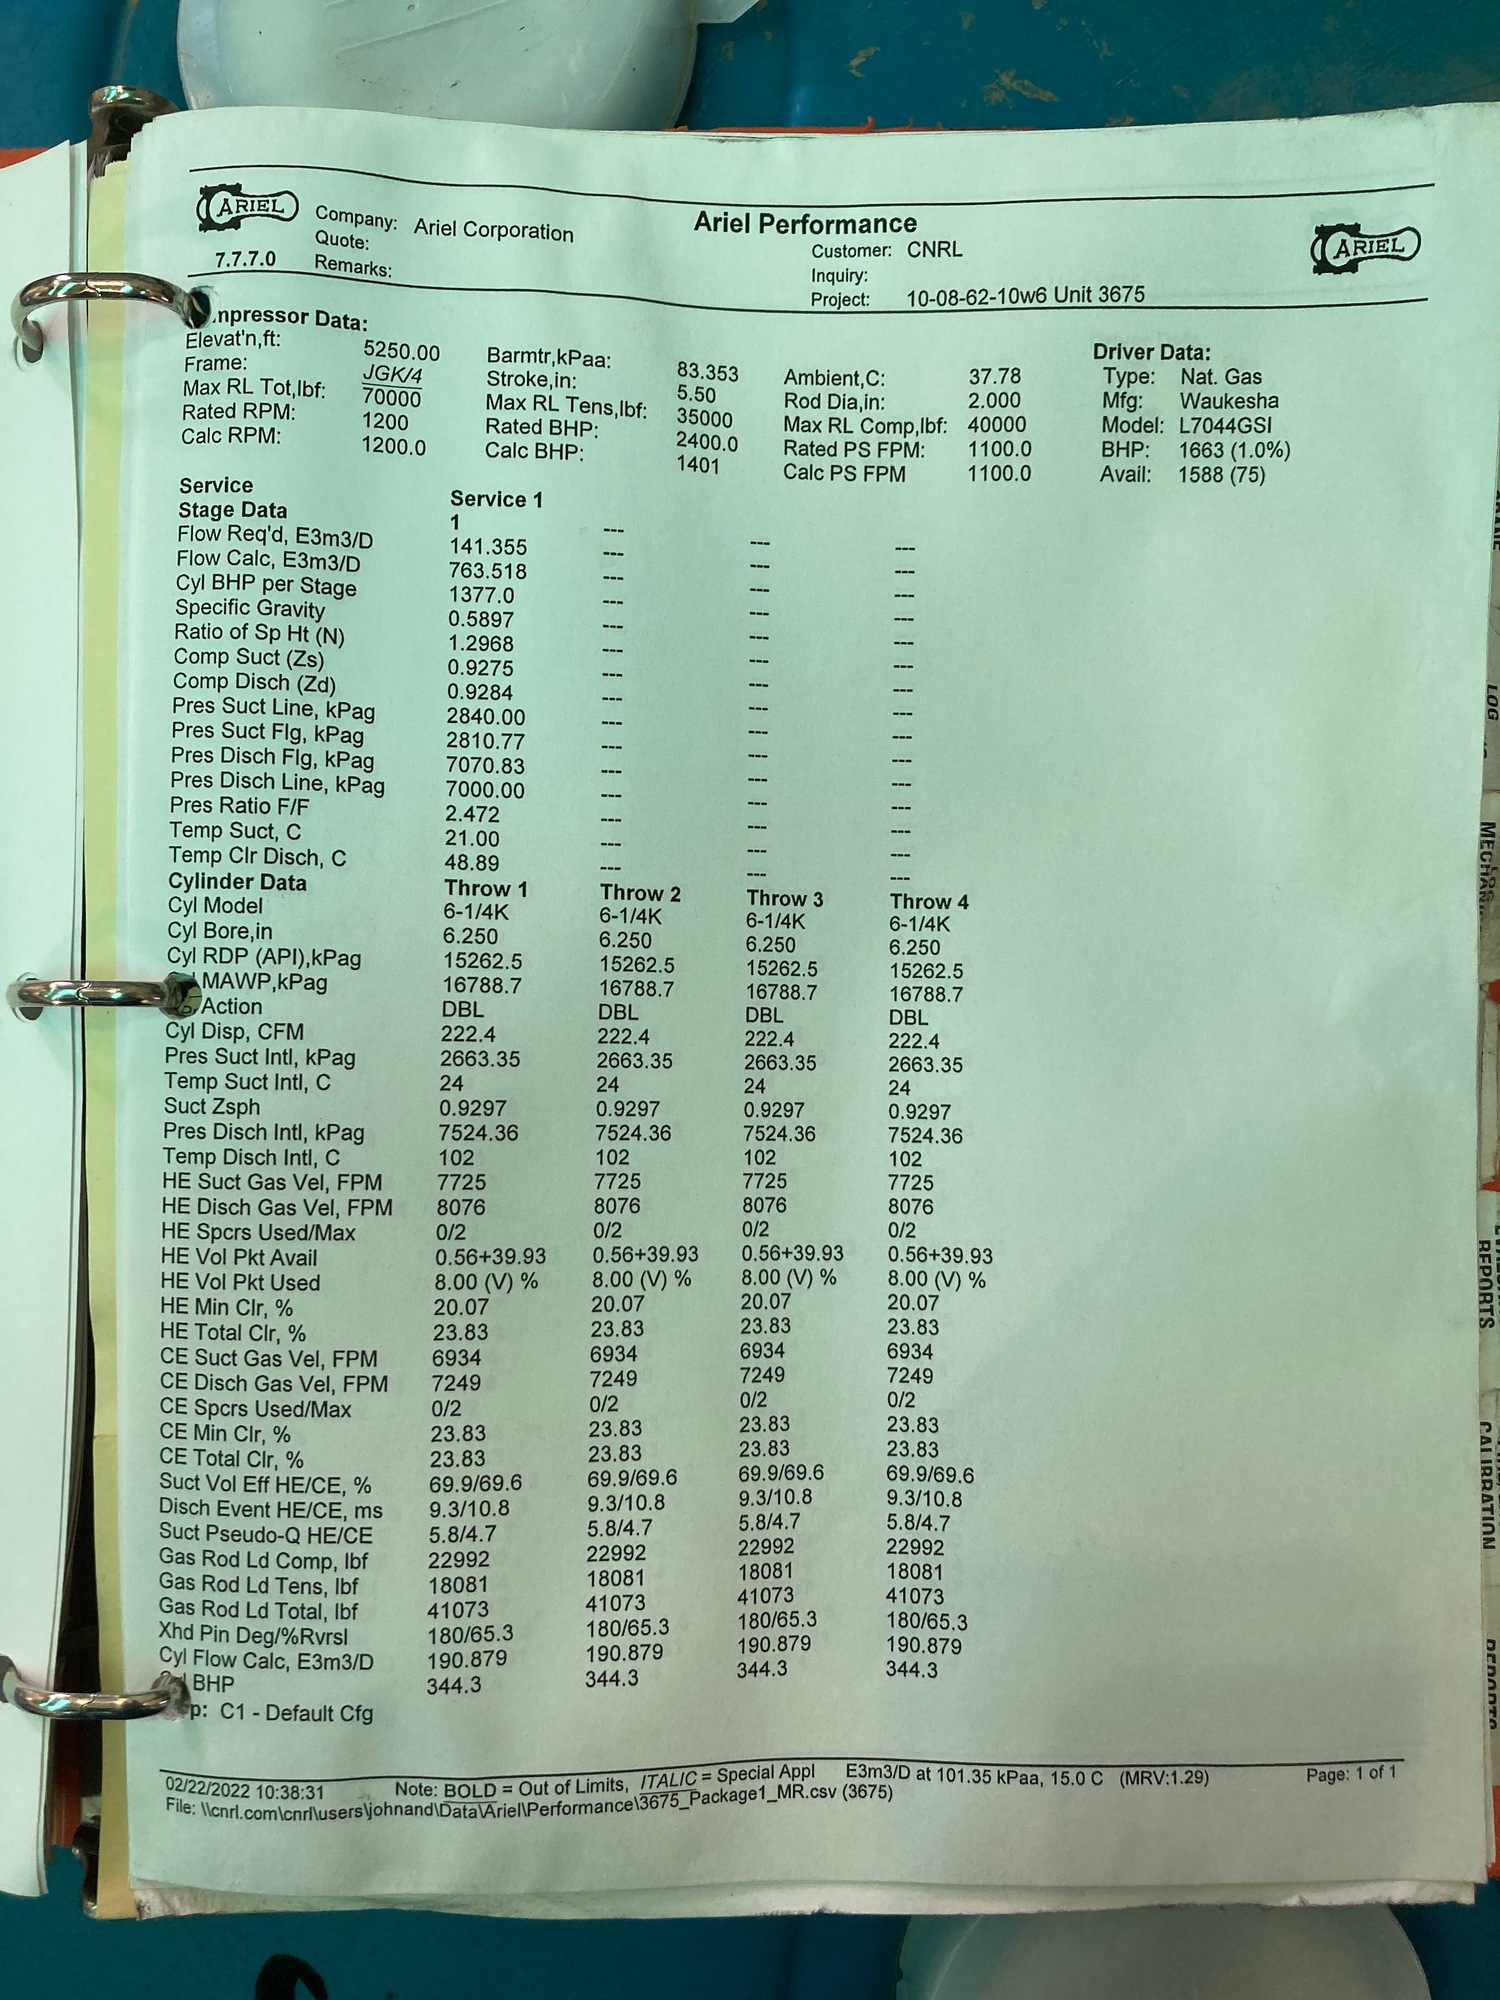 ARIEL
7.7.7.0
Company: Ariel Corporation
Quote:
Remarks:
Ariel Performance
Customer: CNRL
Inquiry:
Project: 10-08-62-10w6 Unit 3675
ARIEL
mpressor Data:
Elevat'n,ft: 5250.00 Barmtr,kPaa: 83.353 Ambient,C: 37.78
Frame: JGK/4 Stroke,in: 5.50 Rod Dia,in: 2.000
Max RL Tot,lbf: 70000 Max RL Tens,lbf: 35000 Max RL Comp,lbf: 40000
Rated RPM: 1200 Rated BHP: 2400.0 Rated PS FPM: 1100.0
Calc RPM: 1200.0 Calc BHP: 1401 Calc PS FPM 1100.0
Driver Data:
Type: Nat. Gas
Mfg: Waukesha
Model: L7044GSI
BHP: 1663 (1.0%)
Avail: 1588 (75)
Service Service 1
Stage Data 1 --- --- ---
Flow Req'd, E3m3/D 141.355 --- --- ---
Flow Calc, E3m3/D 763.518 --- --- ---
Cyl BHP per Stage 1377.0 --- --- ---
Specific Gravity 0.5897 --- --- ---
Ratio of Sp Ht (N) 1.2968 --- --- ---
Comp Suct (Zs) 0.9275 --- --- ---
Comp Disch (Zd) 0.9284 --- --- ---
Pres Suct Line, kPag 2840.00 --- --- ---
Pres Suct Flg, kPag 2810.77 --- --- ---
Pres Disch Flg, kPag 7070.83 --- --- ---
Pres Disch Line, kPag 7000.00 --- --- ---
Pres Ratio F/F 2.472 --- --- ---
Temp Suct, C 21.00 --- --- ---
Temp Clr Disch, C 48.89 --- --- ---
Cylinder Data Throw 1 Throw 2 Throw 3 Throw 4
Cyl Model 6-1/4K 6-1/4K 6-1/4K 6-1/4K
Cyl Bore,in 6.250 6.250 6.250 6.250
Cyl RDP (API),kPag 15262.5 15262.5 15262.5 15262.5
MAWP,kPag 16788.7 16788.7 16788.7 16788.7
Action DBL DBL DBL DBL
Cyl Disp, CFM 222.4 222.4 222.4 222.4
Pres Suct Intl, kPag 2663.35 2663.35 2663.35 2663.35
Temp Suct Intl, C 24 24 24 24
Suct Zsph 0.9297 0.9297 0.9297 0.9297
Pres Disch Intl, kPag 7524.36 7524.36 7524.36 7524.36
Temp Disch Intl, C 102 102 102 102
HE Suct Gas Vel, FPM 7725 7725 7725 7725
HE Disch Gas Vel, FPM 8076 8076 8076 8076
HE Spcrs Used/Max 0/2 0/2 0/2 0/2
HE Vol Pkt Avail 0.56+39.93 0.56+39.93 0.56+39.93 0.56+39.93
HE Vol Pkt Used 8.00 (V) % 8.00 (V) % 8.00 (V) % 8.00 (V) %
HE Min Clr, % 20.07 20.07 20.07 20.07
HE Total Clr, % 23.83 23.83 23.83 23.83
CE Suct Gas Vel, FPM 6934 6934 6934 6934
CE Disch Gas Vel, FPM 7249 7249 7249 7249
CE Spcrs Used/Max 0/2 0/2 0/2 0/2
CE Min Clr, % 23.83 23.83 23.83 23.83
CE Total Clr, % 23.83 23.83 23.83 23.83
Suct Vol Eff HE/CE, % 69.9/69.6 69.9/69.6 69.9/69.6 69.9/69.6
Disch Event HE/CE, ms 9.3/10.8 9.3/10.8 9.3/10.8 9.3/10.8
Suct Pseudo-Q HE/CE 5.8/4.7 5.8/4.7 5.8/4.7 5.8/4.7
Gas Rod Ld Comp, lbf 22992 22992 22992 22992
Gas Rod Ld Tens, lbf 18081 18081 18081 18081
Gas Rod Ld Total, lbf 41073 41073 41073 41073
Xhd Pin Deg/%Rvrsl 180/65.3 180/65.3 180/65.3 180/65.3
Cyl Flow Calc, E3m3/D 190.879 190.879 190.879 190.879
BHP 344.3 344.3 344.3 344.3
p: C1 - Default Cfg
02/22/2022 10:38:31 Note: BOLD = Out of Limits, ITALIC = Special Appl E3m3/D at 101.35 kPaa, 15.0 C (MRV:1.29) Page: 1 of 1
File: \\cnrl.com\cnrl\users\johnand\Data\Ariel\Performance\3675_Package1_MR.csv (3675)
LOG
REPORTS
CALIBRATION